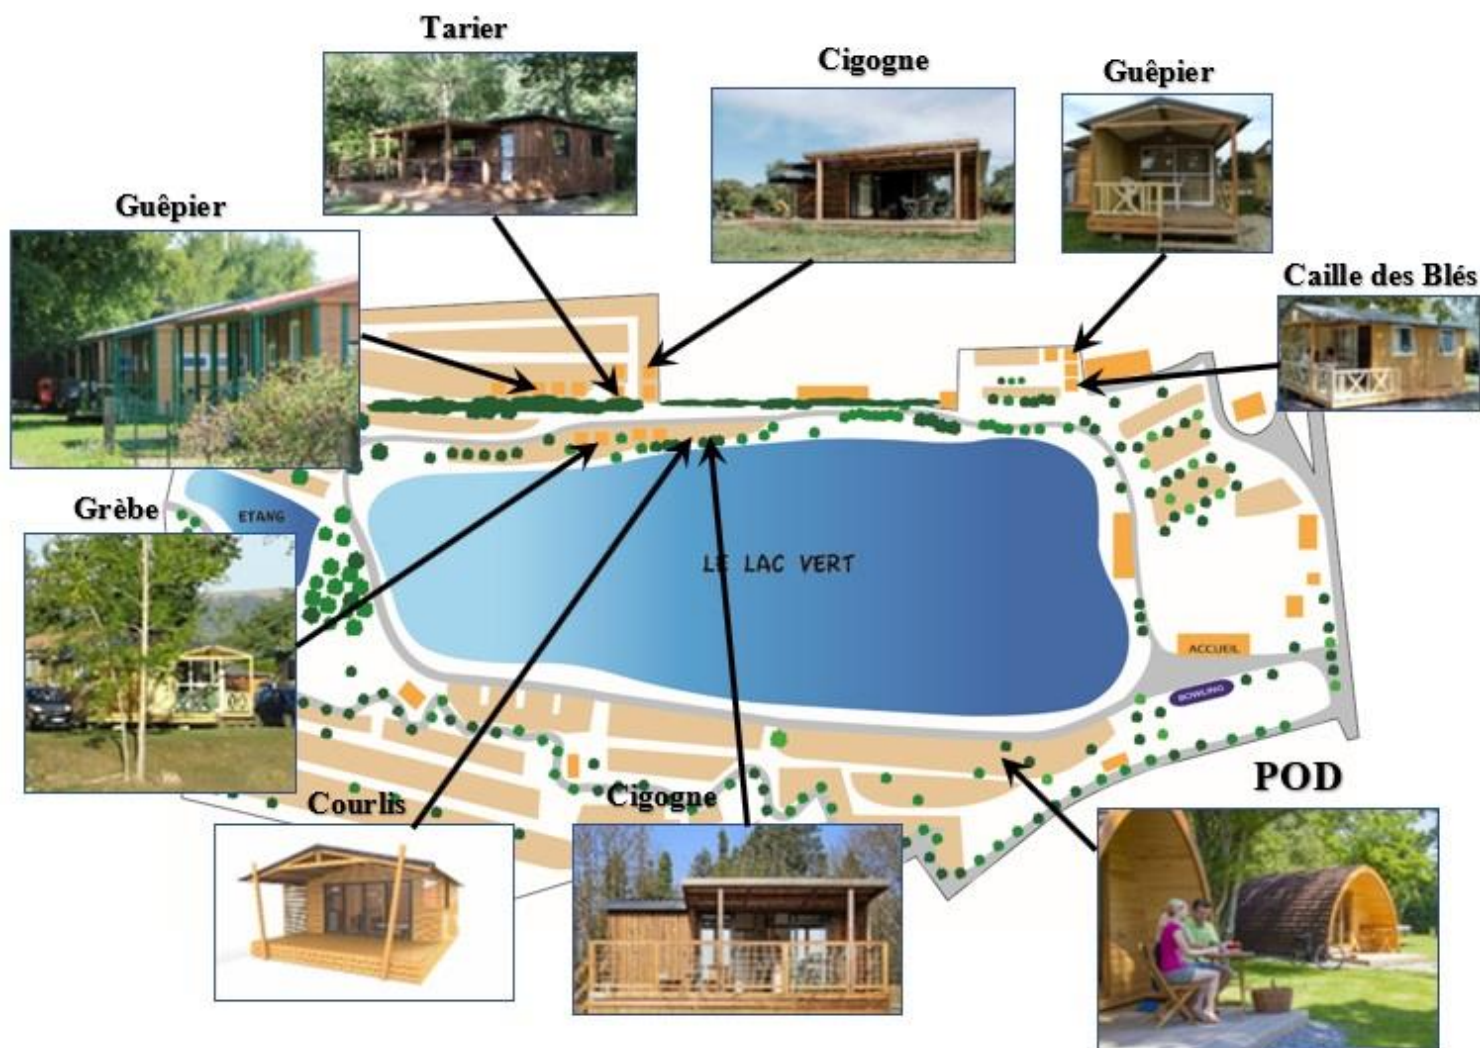 Tarier
Cigogne
Guêpier
Guêpier
Caille des Blés
Grèbe
ETANG
LE LAC VERT
ACCUEIL
BOWLING
POD
Courlis
Cigogne